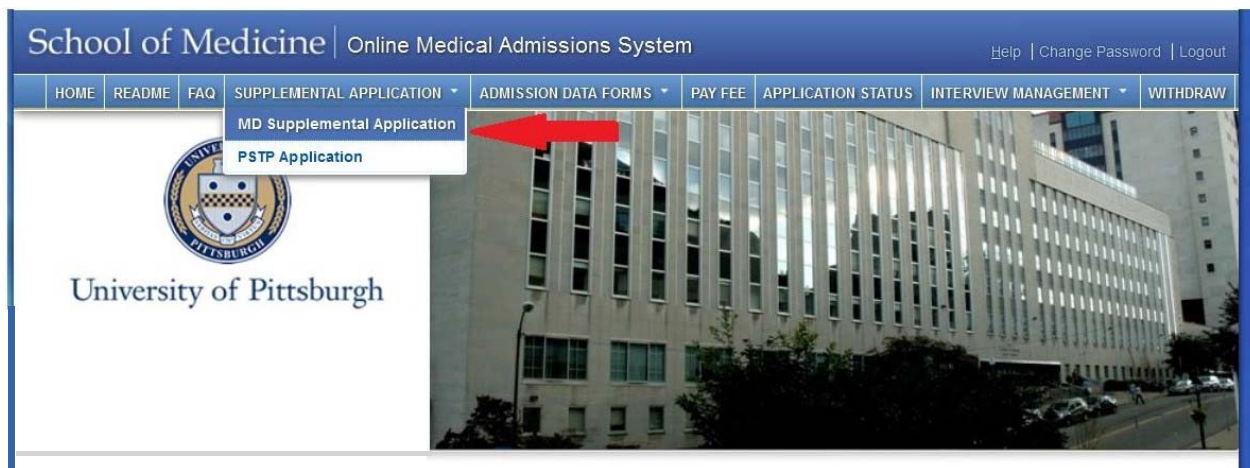 School of Medicine | Online Medical Admissions System
Help | Change Password | Logout
HOME README FAQ SUPPLEMENTAL APPLICATION ADMISSION DATA FORMS PAY FEE APPLICATION STATUS INTERVIEW MANAGEMENT WITHDRAW
MD Supplemental Application
PSTP Application
PITTSBURGH
University of Pittsburgh